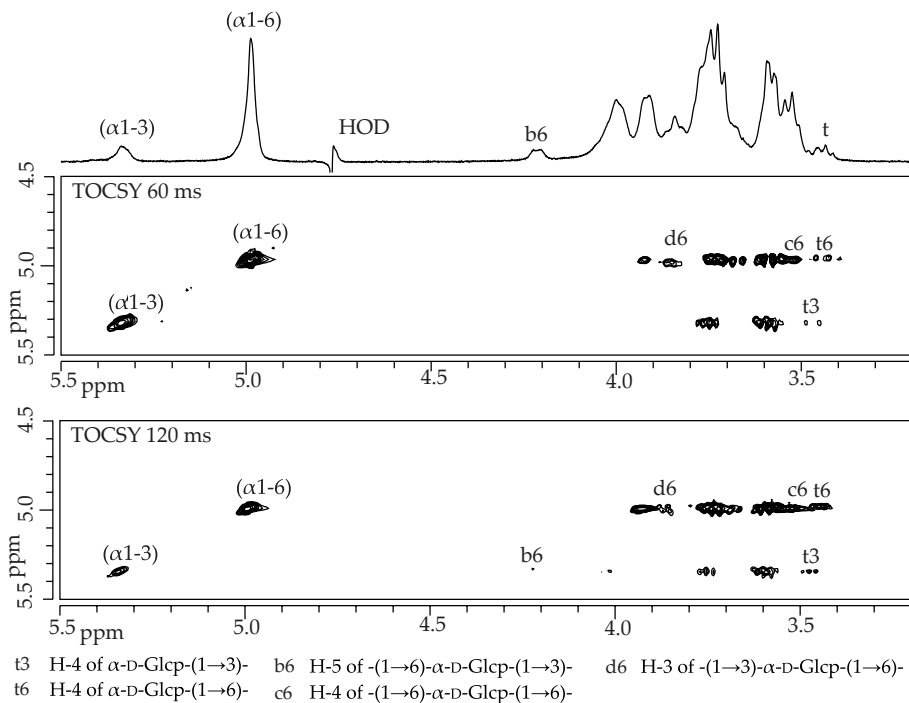 (α1-6)
(α1-3)
HOD
b6
t
TOCSY 60 ms
(α1-6)
d6
c6 t6
(α1-3)
t3
4.5
5.0
5.5
ppm
5.5 ppm 5.0 4.5 4.0 3.5
TOCSY 120 ms
(α1-6)
d6
c6 t6
(α1-3)
b6
t3
4.5
5.0
5.5
ppm
5.5 ppm 5.0 4.5 4.0 3.5
t3 H-4 of α-D-Glcp-(1→3)- b6 H-5 of -(1→6)-α-D-Glcp-(1→3)- d6 H-3 of -(1→3)-α-D-Glcp-(1→6)-
t6 H-4 of α-D-Glcp-(1→6)- c6 H-4 of -(1→6)-α-D-Glcp-(1→6)-